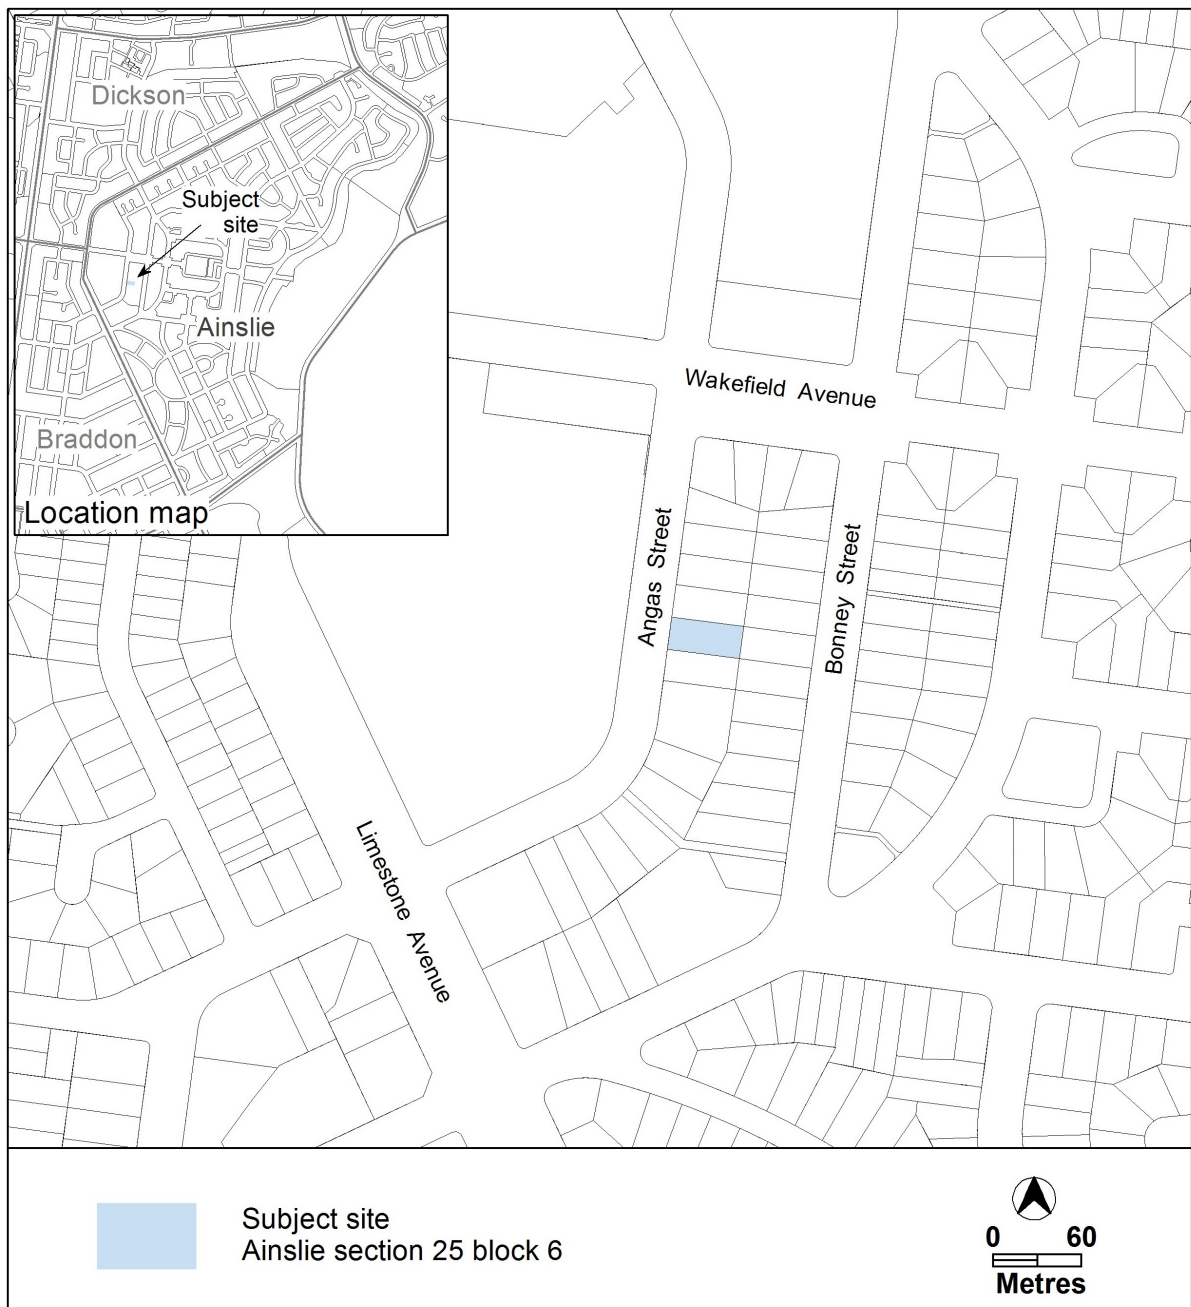 Dickson
Subject
site
Ainslie
Braddon
Location map
Wakefield Avenue
Angas Street
Bonney Street
Limestone Avenue
Subject site
Ainslie section 25 block 6
0 60
Metres